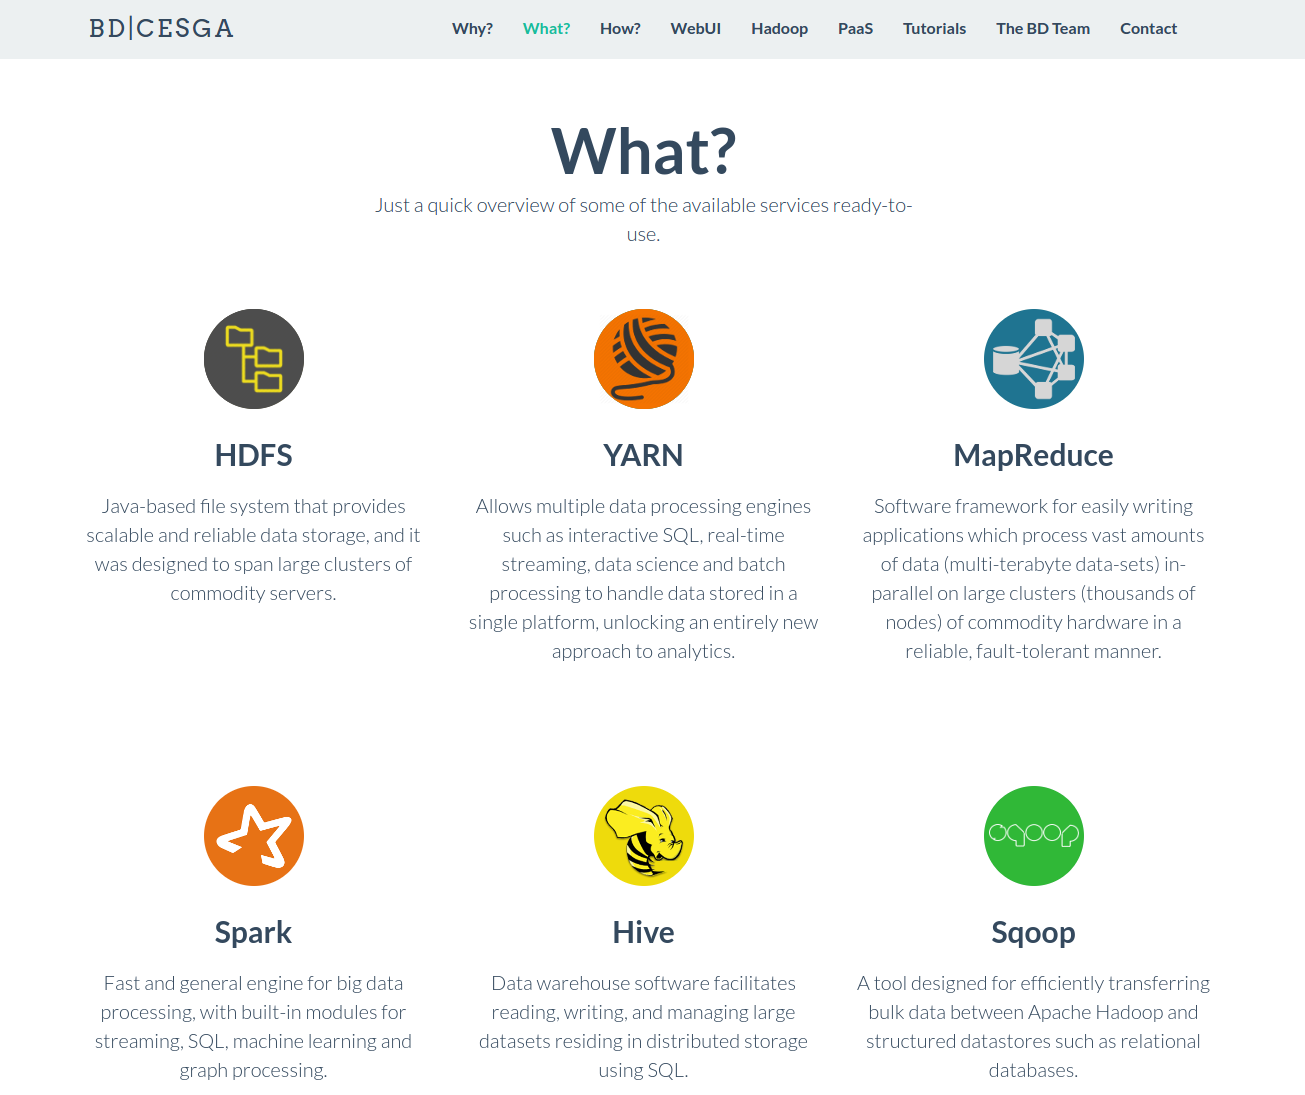 BD|CESGA
Why? What? How? WebUI Hadoop PaaS Tutorials The BD Team Contact
What?
Just a quick overview of some of the available services ready-to-
use.
HDFS
Java-based file system that provides
scalable and reliable data storage, and it
was designed to span large clusters of
commodity servers.
YARN
Allows multiple data processing engines
such as interactive SQL, real-time
streaming, data science and batch
processing to handle data stored in a
single platform, unlocking an entirely new
approach to analytics.
MapReduce
Software framework for easily writing
applications which process vast amounts
of data (multi-terabyte data-sets) in-
parallel on large clusters (thousands of
nodes) of commodity hardware in a
reliable, fault-tolerant manner.
Spark
Fast and general engine for big data
processing, with built-in modules for
streaming, SQL, machine learning and
graph processing.
Hive
Data warehouse software facilitates
reading, writing, and managing large
datasets residing in distributed storage
using SQL.
sqoop
Sqoop
A tool designed for efficiently transferring
bulk data between Apache Hadoop and
structured datastores such as relational
databases.